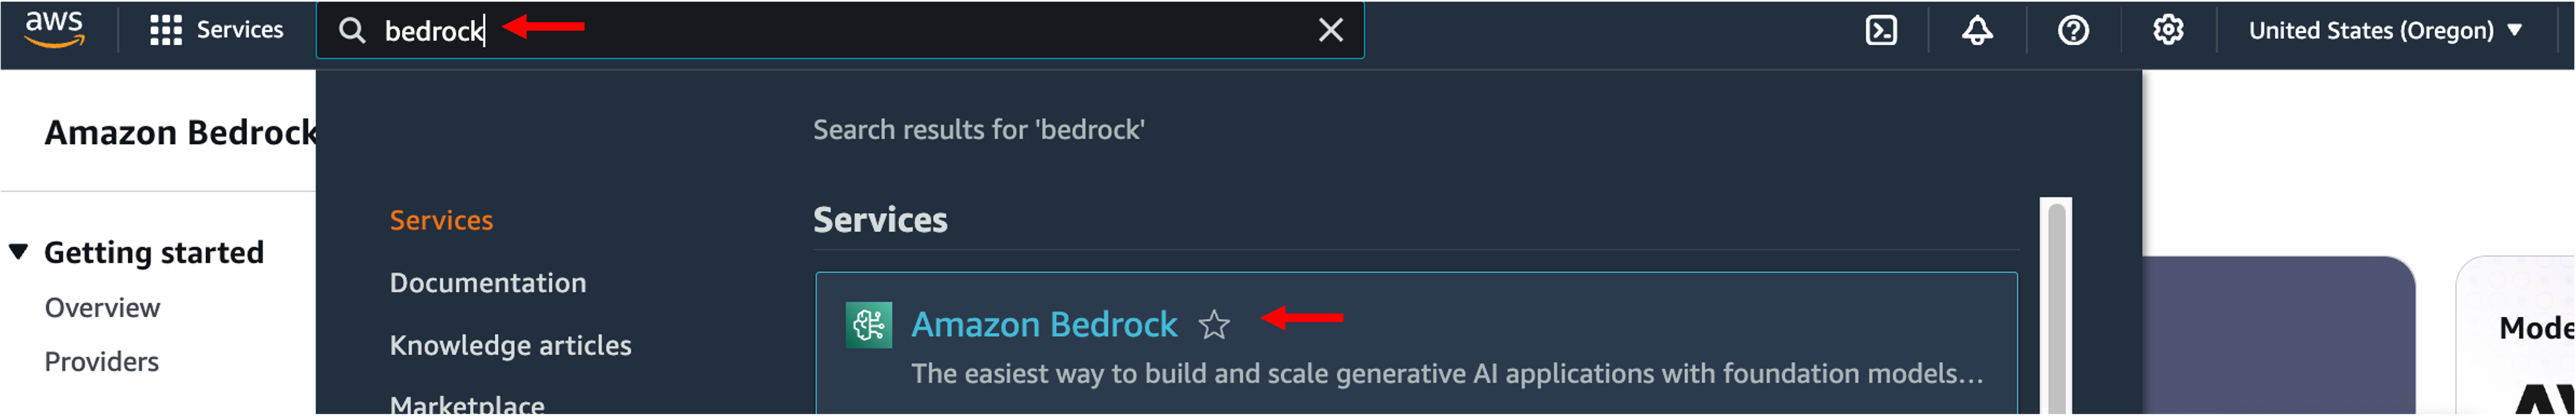 aws
Services
bedrock
United States (Oregon)
Amazon Bedrock
Getting started
Overview
Providers
Services
Documentation
Knowledge articles
Marketplace
Search results for 'bedrock'
Services
Amazon Bedrock
The easiest way to build and scale generative AI applications with foundation models...